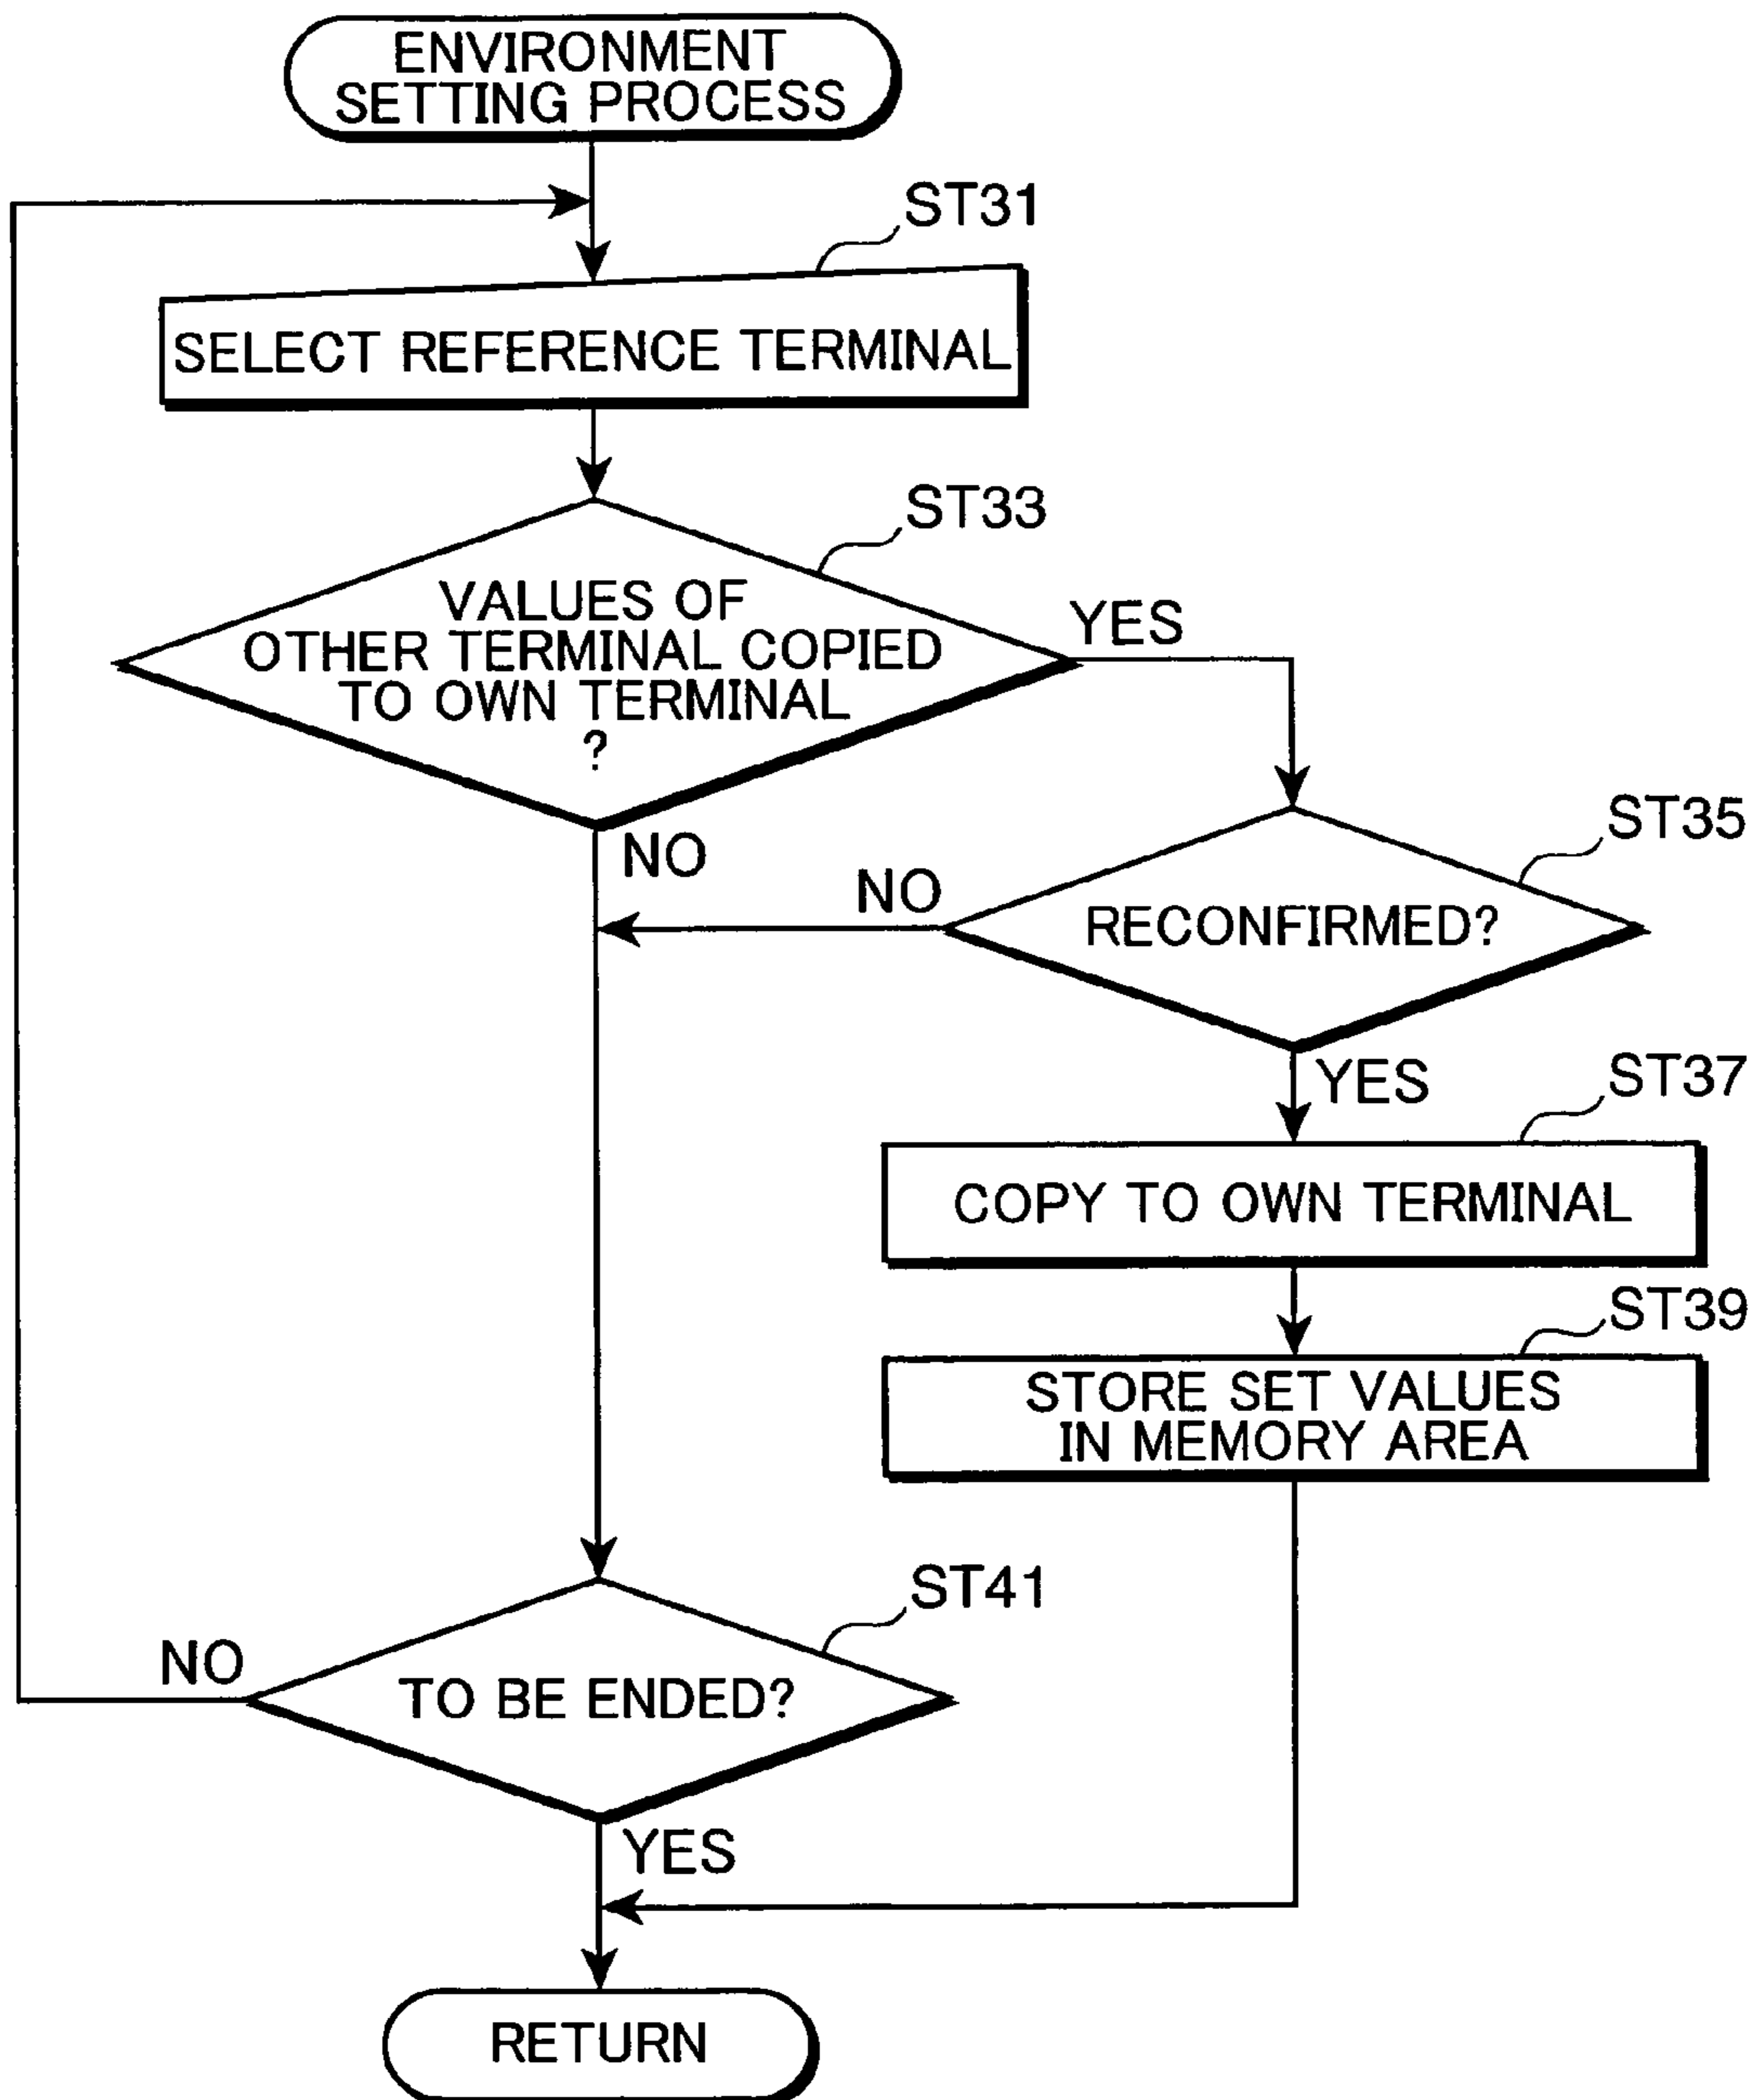 ENVIRONMENT
SETTING PROCESS
ST31
SELECT REFERENCE TERMINAL
ST33
VALUES OF
OTHER TERMINAL COPIED
TO OWN TERMINAL
?
YES
NO
ST35
NO
RECONFIRMED?
YES
ST37
COPY TO OWN TERMINAL
ST39
STORE SET VALUES
IN MEMORY AREA
ST41
NO
TO BE ENDED?
YES
RETURN